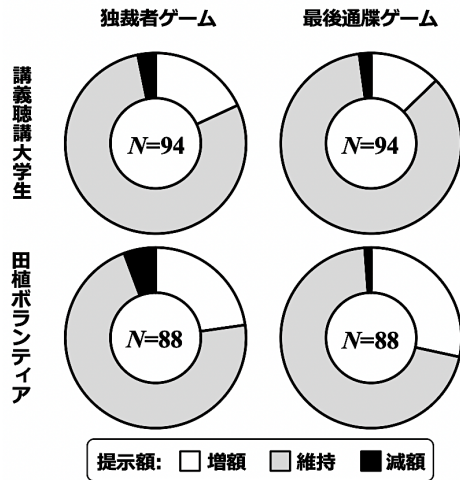 独裁者ゲーム 最後通牒ゲーム
講義聴講大学生
N=94 N=94
田植ボランティア
N=88 N=88
提示額: 増額 維持 減額